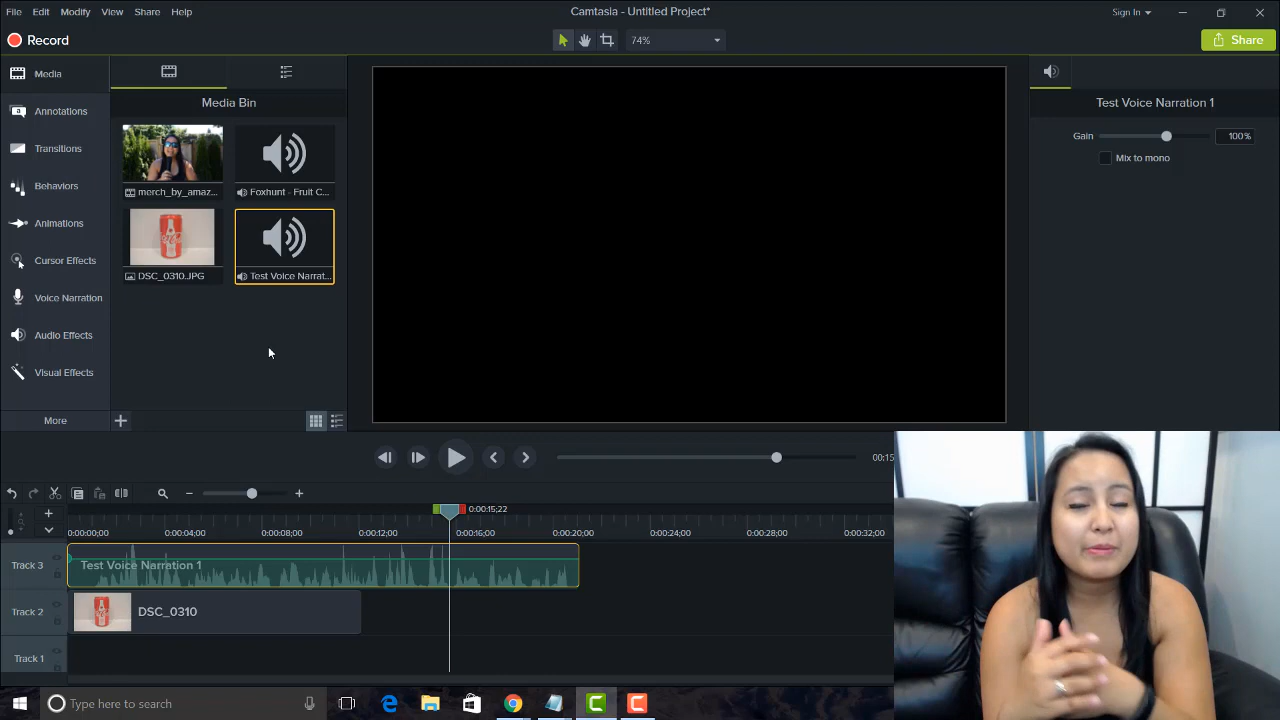 File Edit Modify View Share Help
Camtasia - Untitled Project*
Sign In
Record
74%
Share
Media
Annotations
Transitions
Behaviors
Animations
Cursor Effects
Voice Narration
Audio Effects
Visual Effects
More
Media Bin
merch_by_amaz...
Foxhunt - Fruit C...
DSC_0310.JPG
Test Voice Narrat...
Test Voice Narration 1
Gain
100%
Mix to mono
00:15
0:00:15;22
0:00:00;00 0:00:04;00 0:00:08;00 0:00:12;00 0:00:16;00 0:00:20;00 0:00:24;00 0:00:28;00 0:00:32;00
Track 3
Test Voice Narration 1
Track 2
DSC_0310
Track 1
Type here to search